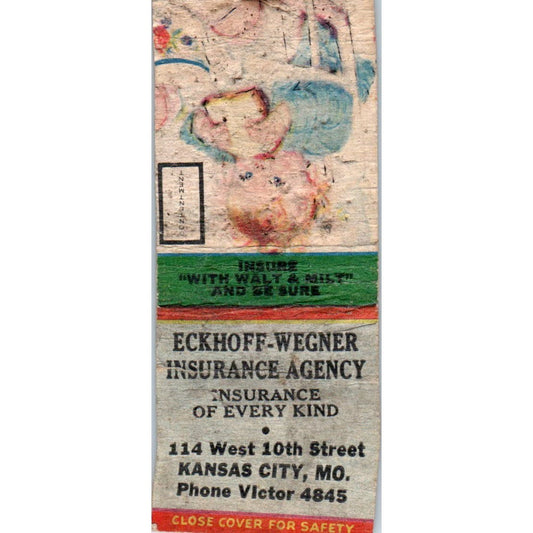 INSURE
"WITH WALT & MILT"
AND BE SURE
ECKHOFF-WEGNER
INSURANCE AGENCY
INSURANCE
OF EVERY KIND
•
114 West 10th Street
KANSAS CITY, MO.
Phone VIctor 4845
CLOSE COVER FOR SAFETY